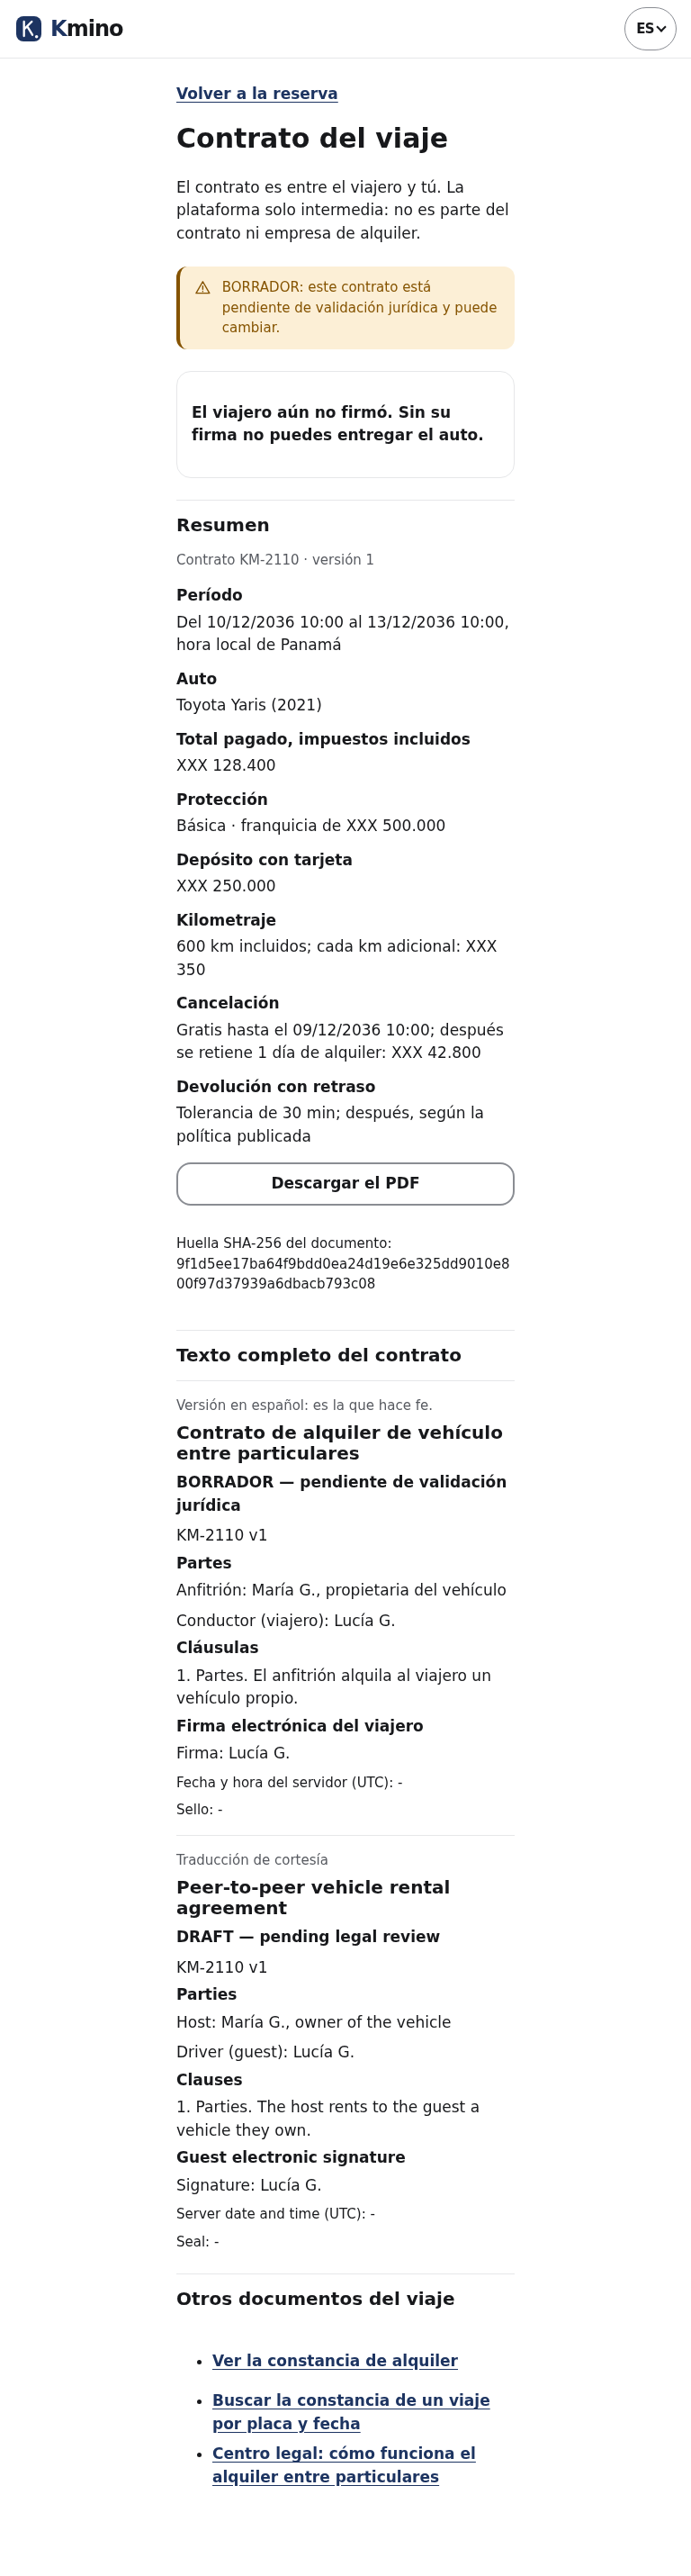 Kmino
ES
Volver a la reserva
Contrato del viaje
El contrato es entre el viajero y tú. La
plataforma solo intermedia: no es parte del
contrato ni empresa de alquiler.
BORRADOR: este contrato está
pendiente de validación jurídica y puede
cambiar.
El viajero aún no firmó. Sin su
firma no puedes entregar el auto.
Resumen
Contrato KM-2110 · versión 1
Período
Del 10/12/2036 10:00 al 13/12/2036 10:00,
hora local de Panamá
Auto
Toyota Yaris (2021)
Total pagado, impuestos incluidos
XXX 128.400
Protección
Básica · franquicia de XXX 500.000
Depósito con tarjeta
XXX 250.000
Kilometraje
600 km incluidos; cada km adicional: XXX
350
Cancelación
Gratis hasta el 09/12/2036 10:00; después
se retiene 1 día de alquiler: XXX 42.800
Devolución con retraso
Tolerancia de 30 min; después, según la
política publicada
Descargar el PDF
Huella SHA-256 del documento:
9f1d5ee17ba64f9bdd0ea24d19e6e325dd9010e8
00f97d37939a6dbacb793c08
Texto completo del contrato
Versión en español: es la que hace fe.
Contrato de alquiler de vehículo
entre particulares
BORRADOR — pendiente de validación
jurídica
KM-2110 v1
Partes
Anfitrión: María G., propietaria del vehículo
Conductor (viajero): Lucía G.
Cláusulas
1. Partes. El anfitrión alquila al viajero un
vehículo propio.
Firma electrónica del viajero
Firma: Lucía G.
Fecha y hora del servidor (UTC): -
Sello: -
Traducción de cortesía
Peer-to-peer vehicle rental
agreement
DRAFT — pending legal review
KM-2110 v1
Parties
Host: María G., owner of the vehicle
Driver (guest): Lucía G.
Clauses
1. Parties. The host rents to the guest a
vehicle they own.
Guest electronic signature
Signature: Lucía G.
Server date and time (UTC): -
Seal: -
Otros documentos del viaje
Ver la constancia de alquiler
Buscar la constancia de un viaje
por placa y fecha
Centro legal: cómo funciona el
alquiler entre particulares